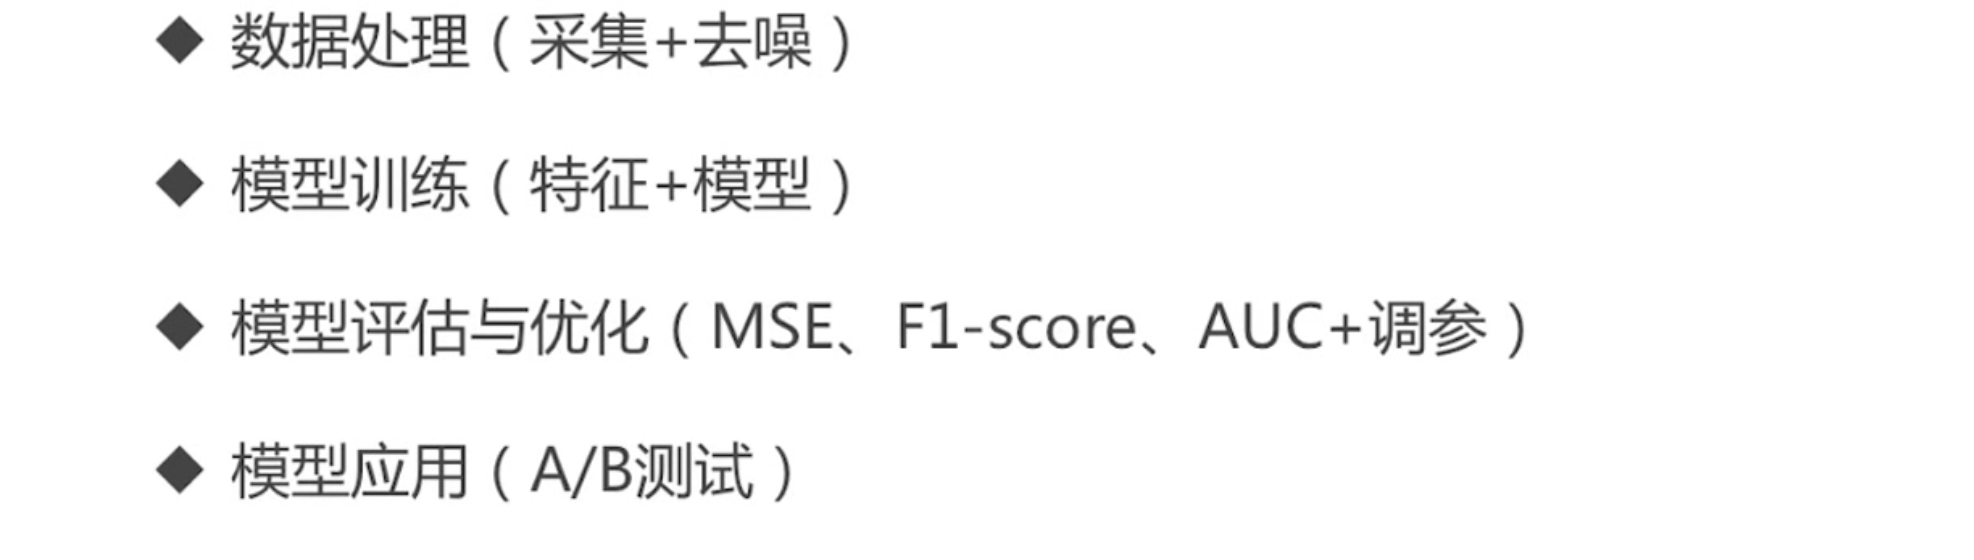 ◆ 数据处理（采集+去噪）
◆ 模型训练（特征+模型）
◆ 模型评估与优化（MSE、F1-score、AUC+调参）
◆ 模型应用（A/B测试）